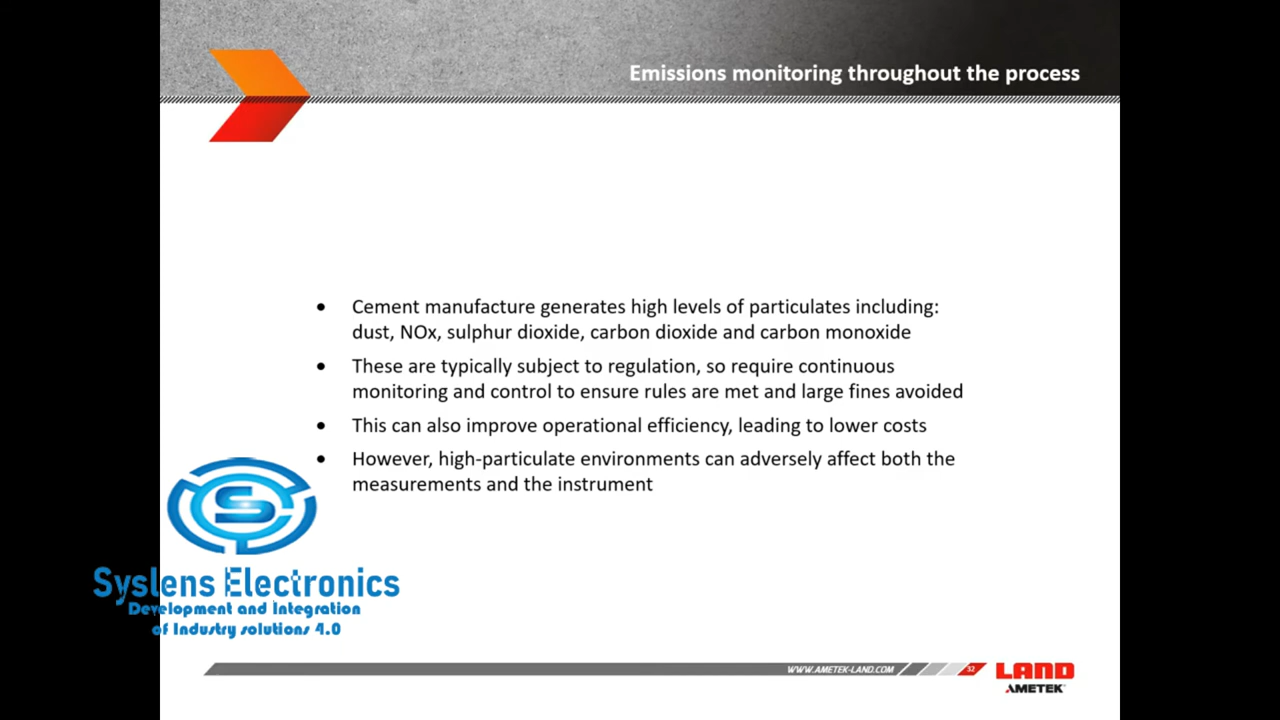 Emissions monitoring throughout the process
• Cement manufacture generates high levels of particulates including:
dust, NOx, sulphur dioxide, carbon dioxide and carbon monoxide
• These are typically subject to regulation, so require continuous
monitoring and control to ensure rules are met and large fines avoided
• This can also improve operational efficiency, leading to lower costs
• However, high-particulate environments can adversely affect both the
measurements and the instrument
S
Syslens Electronics
Development and Integration
of Industry solutions 4.0
WWW.AMETEK-LAND.COM 32
LAND
AMETEK